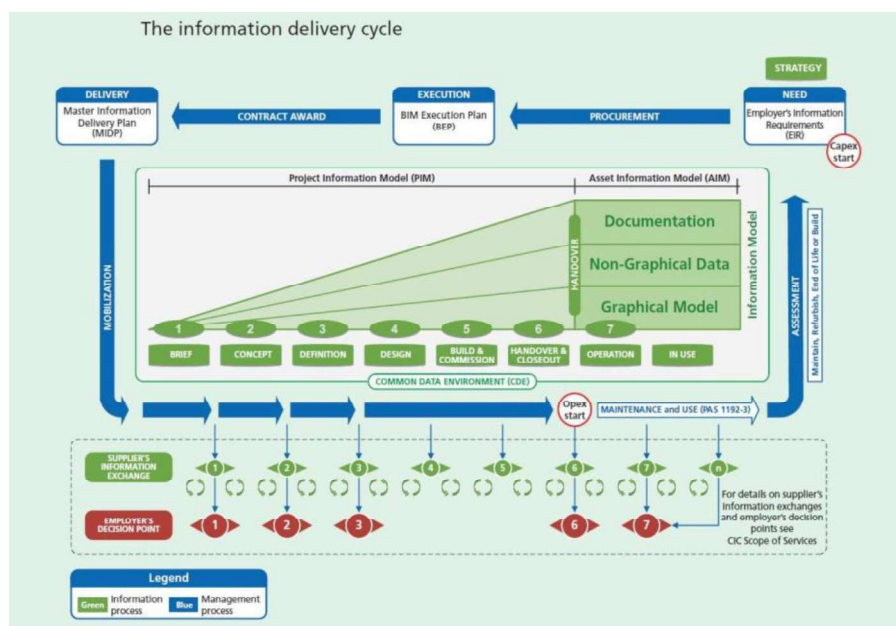 The information delivery cycle
STRATEGY
DELIVERY
Master Information
Delivery Plan
(MIDP)
CONTRACT AWARD
EXECUTION
BIM Execution Plan
(BEP)
PROCUREMENT
NEED
Employer's Information
Requirements
(EIR)
Capex
start
Project Information Model (PIM)
Asset Information Model (AIM)
Documentation
Non-Graphical Data
Graphical Model
HANDOVER
Information Model
MOBILIZATION
ASSESSMENT
Maintain, Refurbish, End of Life or Build
1
2
3
4
5
6
7
BRIEF
CONCEPT
DEFINITION
DESIGN
BUILD &
COMMISSION
HANDOVER &
CLOSEOUT
OPERATION
IN USE
COMMON DATA ENVIRONMENT (CDE)
Opex
start
MAINTENANCE and USE (PAS 1192-3)
SUPPLIER'S
INFORMATION
EXCHANGE
1
2
3
4
5
6
7
n
EMPLOYER'S
DECISION POINT
1
2
3
6
7
For details on supplier's
information exchanges
and employer's decision
points see
CIC Scope of Services
Legend
Green Information
process
Blue Management
process